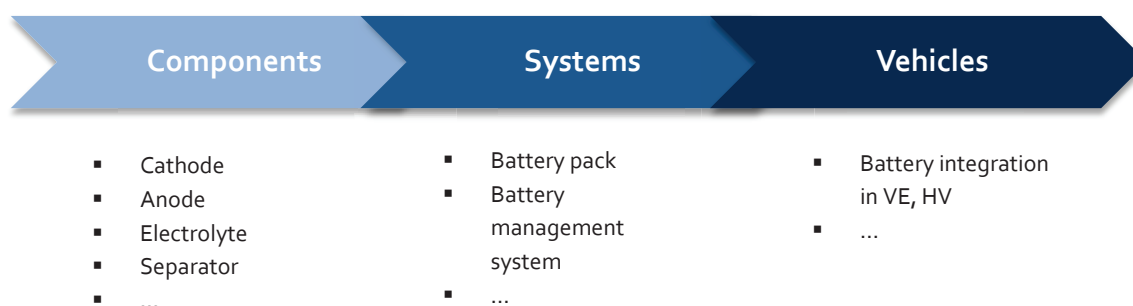 Components
Systems
Vehicles
▪ Cathode
▪ Anode
▪ Electrolyte
▪ Separator
▪ ...
▪ Battery pack
▪ Battery
management
system
▪ ...
▪ Battery integration
in VE, HV
▪ ...